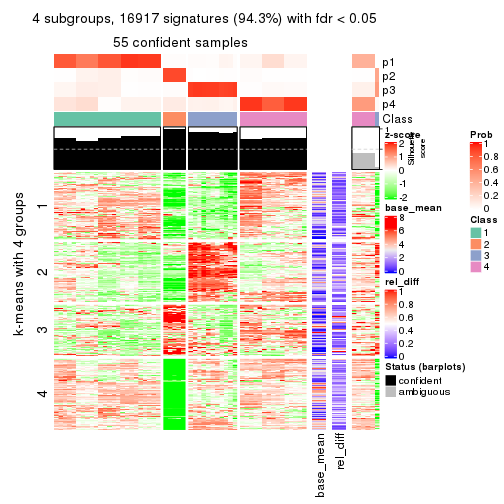 4 subgroups, 16917 signatures (94.3%) with fdr < 0.05
55 confident samples
p1
p2
p3
p4
Class
1
Silhouette score
k-means with 4 groups
1
2
3
4
base_mean
rel_diff
z-score
2
1
0
-1
-2
base_mean
8
6
4
2
0
rel_diff
1
0.8
0.6
0.4
0.2
0
Status (barplots)
confident
ambiguous
Prob
1
0.8
0.6
0.4
0.2
0
Class
1
2
3
4